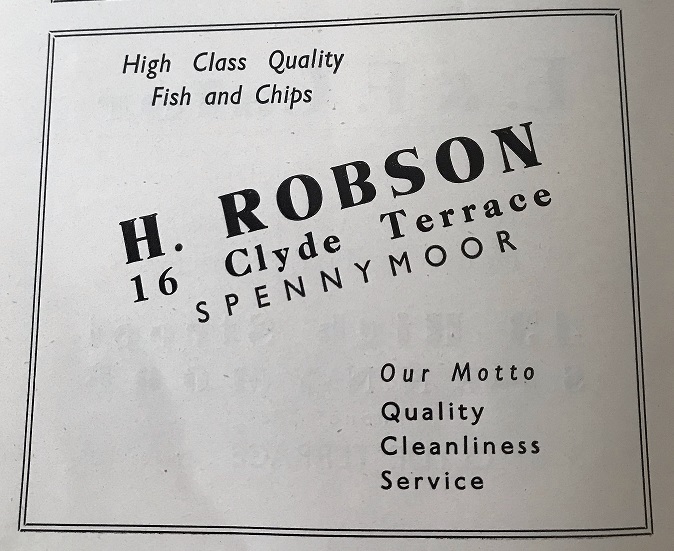 High Class Quality
Fish and Chips
H. ROBSON
16 Clyde Terrace
SPENNYMOOR
Our Motto
Quality
Cleanliness
Service